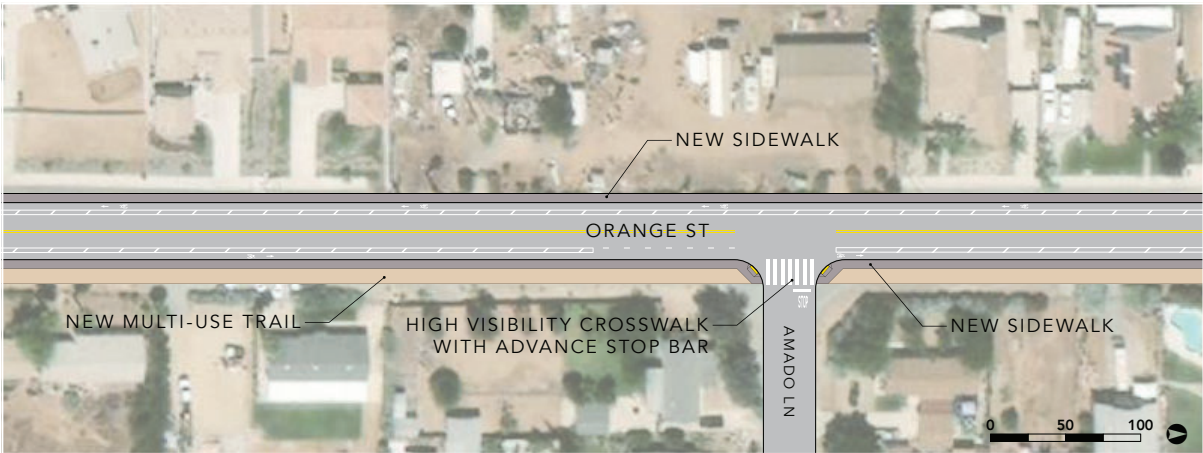 NEW SIDEWALK
ORANGE ST
NEW MULTI-USE TRAIL
HIGH VISIBILITY CROSSWALK
WITH ADVANCE STOP BAR
STOP
NEW SIDEWALK
AMADO LN
0 50 100